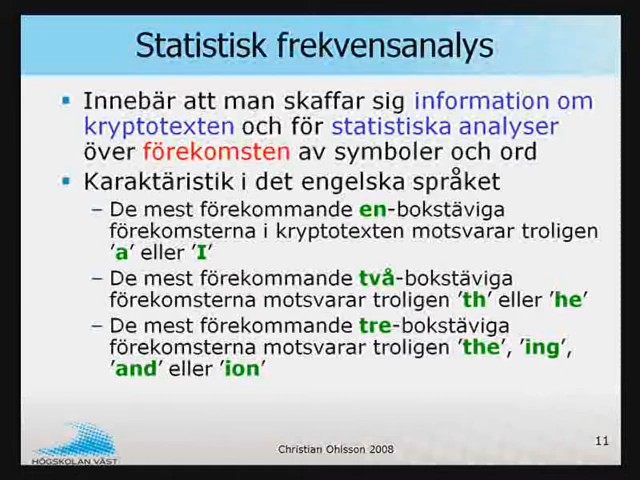 Statistisk frekvensanalys
▪ Innebär att man skaffar sig information om
kryptotexten och för statistiska analyser
över förekomsten av symboler och ord
▪ Karaktäristik i det engelska språket
– De mest förekommande en-bokstäviga
förekomsterna i kryptotexten motsvarar troligen
’a’ eller ’I’
– De mest förekommande två-bokstäviga
förekomsterna motsvarar troligen ’th’ eller ’he’
– De mest förekommande tre-bokstäviga
förekomsterna motsvarar troligen ’the’, ’ing’,
’and’ eller ’ion’
HÖGSKOLAN VÄST
Christian Ohlsson 2008
11